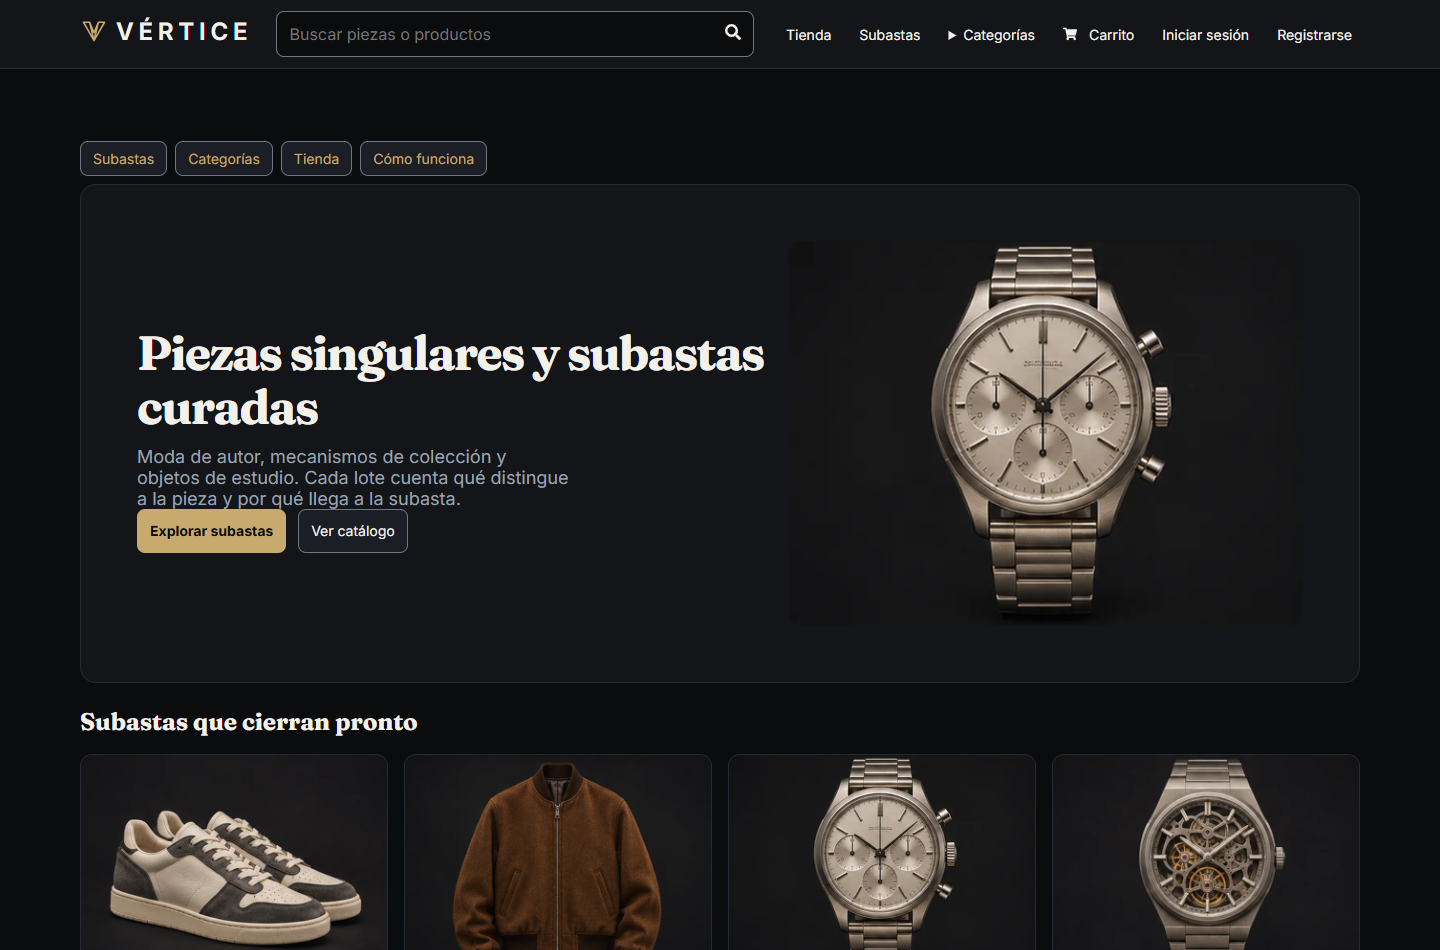 VÉRTICE
Buscar piezas o productos
Tienda
Subastas
Categorías
Carrito
Iniciar sesión
Registrarse
Subastas
Categorías
Tienda
Cómo funciona
Piezas singulares y subastas
curadas
Moda de autor, mecanismos de colección y
objetos de estudio. Cada lote cuenta qué distingue
a la pieza y por qué llega a la subasta.
Explorar subastas
Ver catálogo
Subastas que cierran pronto